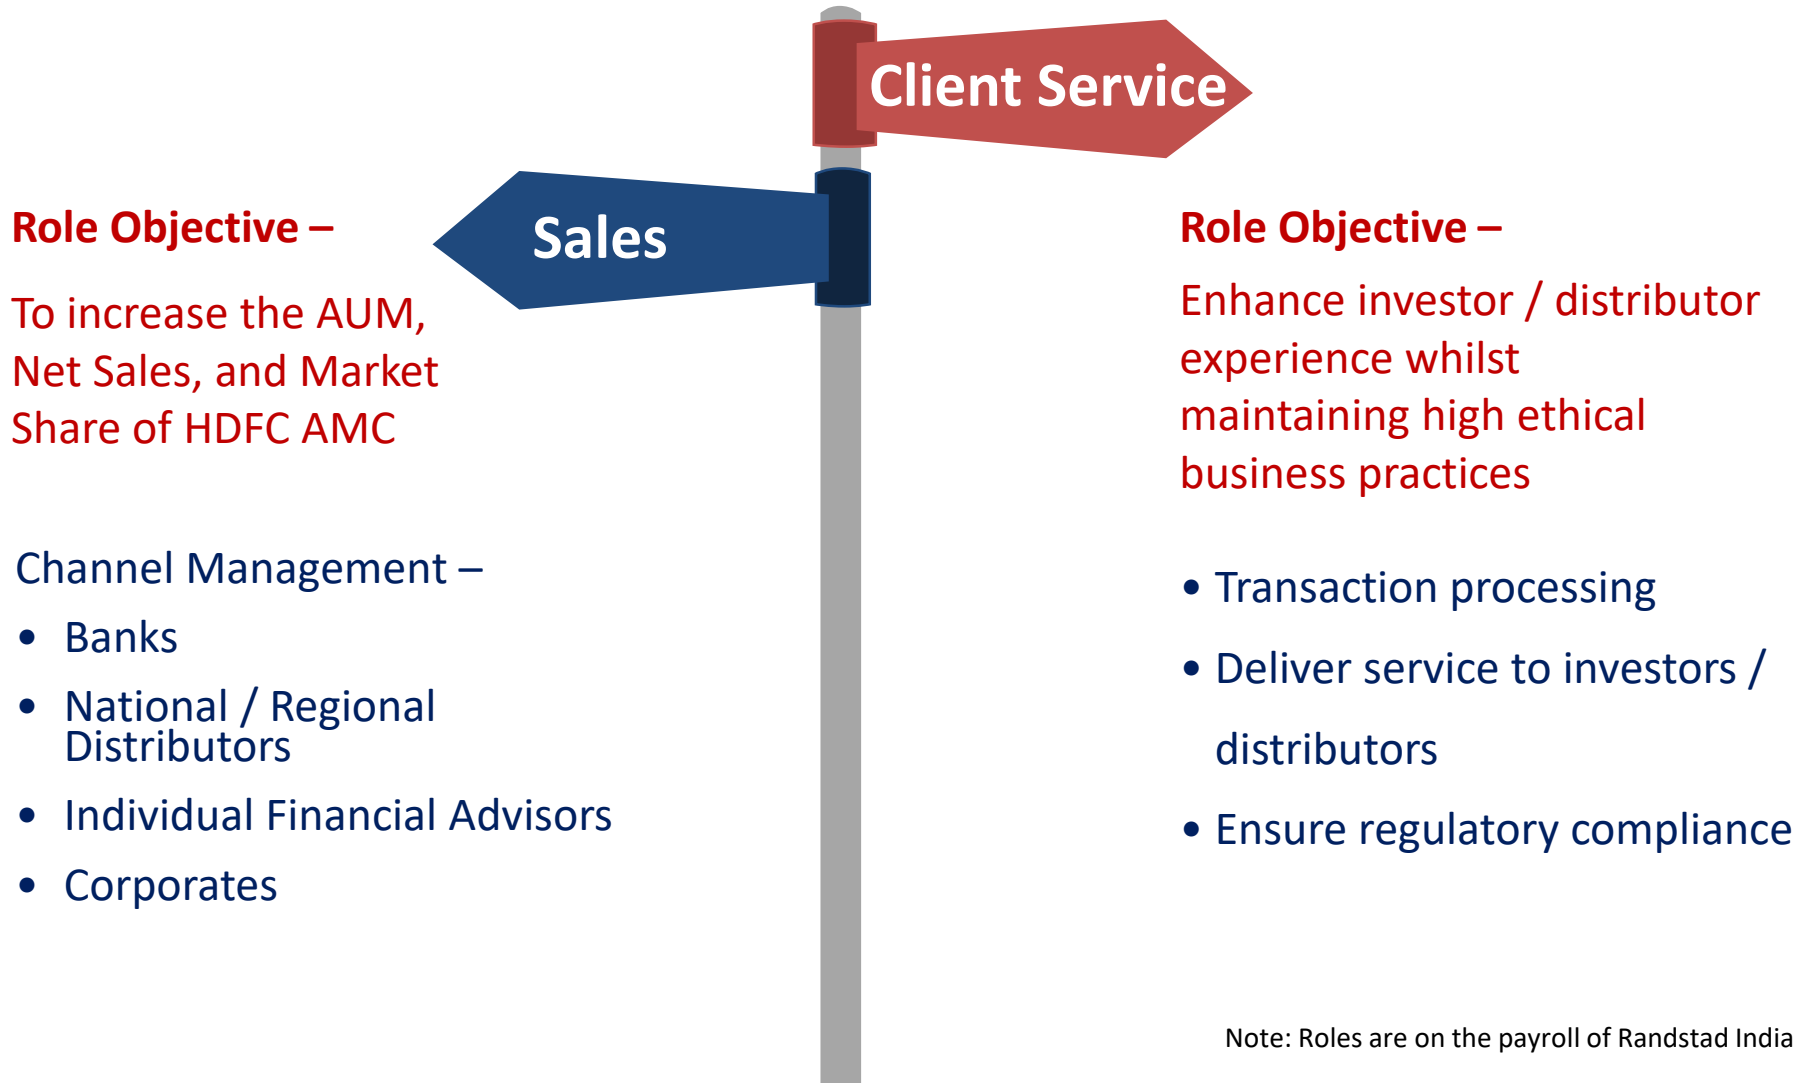 Client Service
Sales
Role Objective –
To increase the AUM,
Net Sales, and Market
Share of HDFC AMC
Channel Management –
• Banks
• National / Regional
Distributors
• Individual Financial Advisors
• Corporates
Role Objective –
Enhance investor / distributor
experience whilst
maintaining high ethical
business practices
• Transaction processing
• Deliver service to investors /
distributors
• Ensure regulatory compliance
Note: Roles are on the payroll of Randstad India